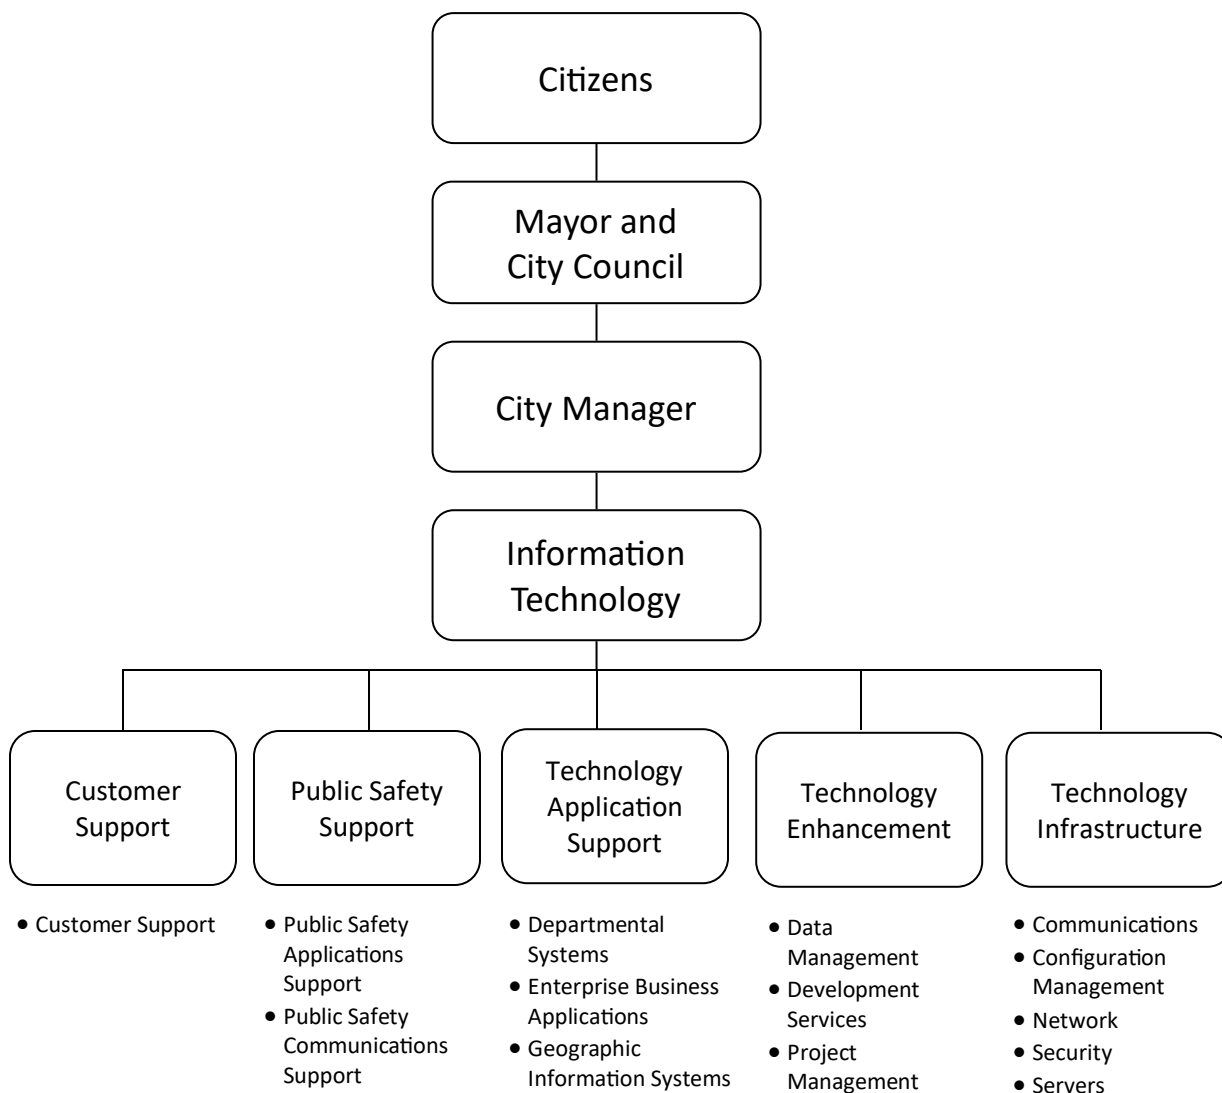 Citizens
Mayor and
City Council
City Manager
Information
Technology
Customer
Support
Public Safety
Support
Technology
Application
Support
Technology
Enhancement
Technology
Infrastructure
• Customer Support
• Public Safety
Applications
Support
• Public Safety
Communications
Support
• Departmental
Systems
• Enterprise Business
Applications
• Geographic
Information Systems
• Data
Management
• Development
Services
• Project
Management
• Communications
• Configuration
Management
• Network
• Security
• Servers